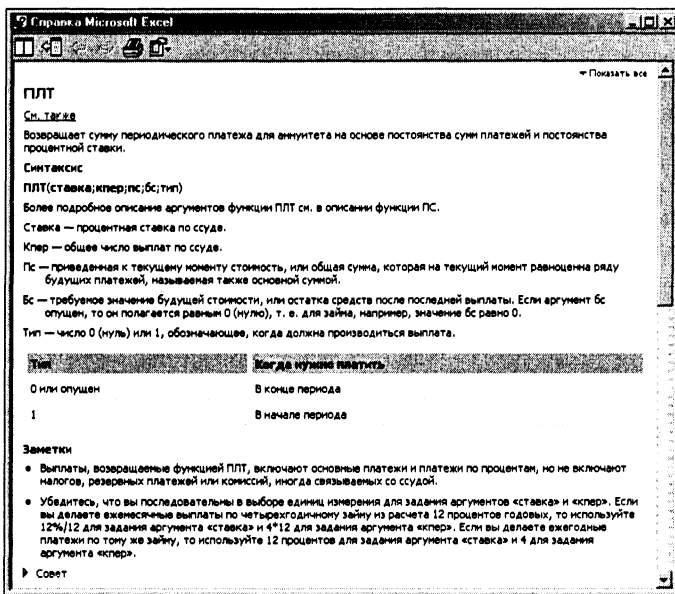 Справка Microsoft Excel
Показать все
ПЛТ
См. также
Возвращает сумму периодического платежа для аннуитета на основе постоянства сумм платежей и постоянства
процентной ставки.
Синтаксис
ПЛТ(ставка;кпер;пс;бс;тип)
Более подробное описание аргументов функции ПЛТ см. в описании функции ПС.
Ставка — процентная ставка по ссуде.
Кпер — общее число выплат по ссуде.
Пс — приведенная к текущему моменту стоимость, или общая сумма, которая на текущий момент равноценна ряду
будущих платежей, называемая также основной суммой.
Бс — требуемое значение будущей стоимости, или остатка средств после последней выплаты. Если аргумент бс
опущен, то он полагается равным 0 (нулю), т. е. для займа, например, значение бс равно 0.
Тип — число 0 (нуль) или 1, обозначающее, когда должна производиться выплата.
Тип Когда нужно платить
0 или опущен В конце периода
1 В начале периода
Заметки
• Выплаты, возвращаемые функцией ПЛТ, включают основные платежи и платежи по процентам, но не включают
налогов, резервных платежей или комиссий, иногда связываемых со ссудой.
• Убедитесь, что вы последовательны в выборе единиц измерения для задания аргументов «ставка» и «кпер». Если
вы делаете ежемесячные выплаты по четырехгодичному займу из расчета 12 процентов годовых, то используйте
12%/12 для задания аргумента «ставка» и 4*12 для задания аргумента «кпер». Если вы делаете ежегодные
платежи по тому же займу, то используйте 12 процентов для задания аргумента «ставка» и 4 для задания
аргумента «кпер».
Совет